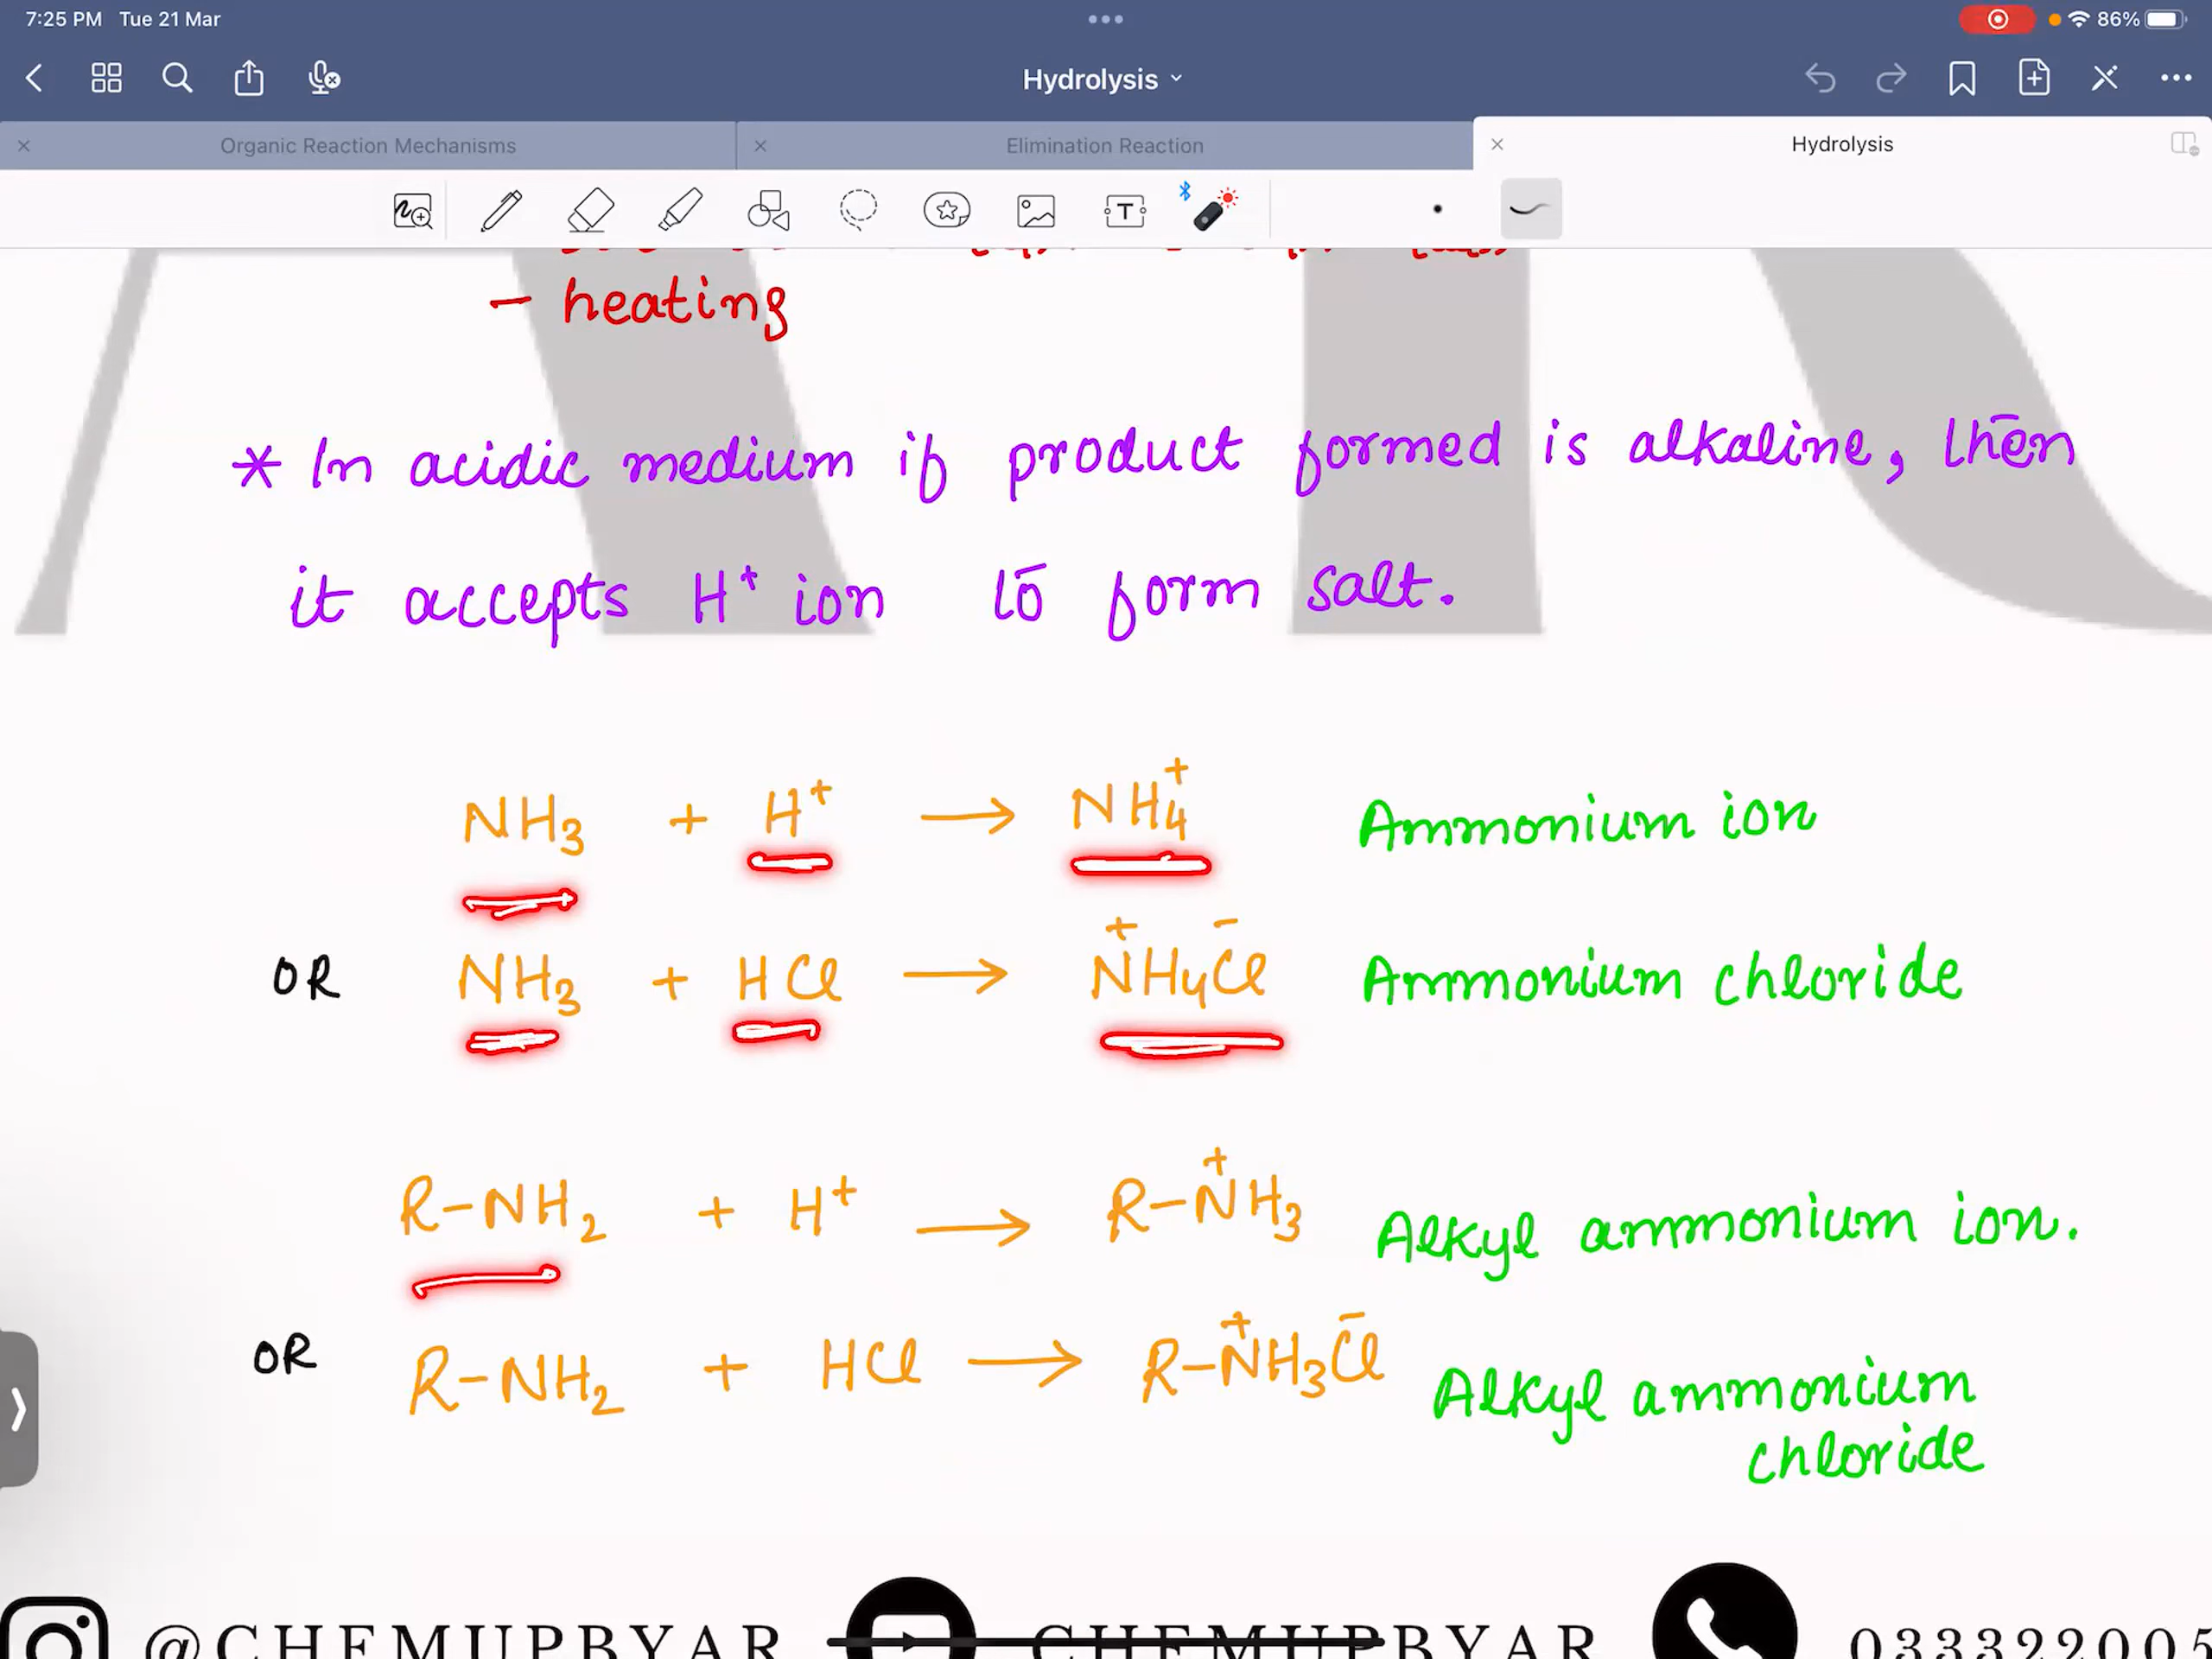 7:25 PM Tue 21 Mar
86%
Hydrolysis
Organic Reaction Mechanisms
Elimination Reaction
Hydrolysis
T
- heating
* In acidic medium if product formed is alkaline, then
it accepts H⁺ ion to form salt.
NH₃ + H⁺ → NH₄⁺ Ammonium ion
OR NH₃ + HCl → N⁺H₄Cl⁻ Ammonium chloride
R-NH₂ + H⁺ → R-N⁺H₃ Alkyl ammonium ion.
OR R-NH₂ + HCl → R-N⁺H₃Cl⁻ Alkyl ammonium
chloride
@CHEMUPBYAR CHEMUPBYAR 033322005